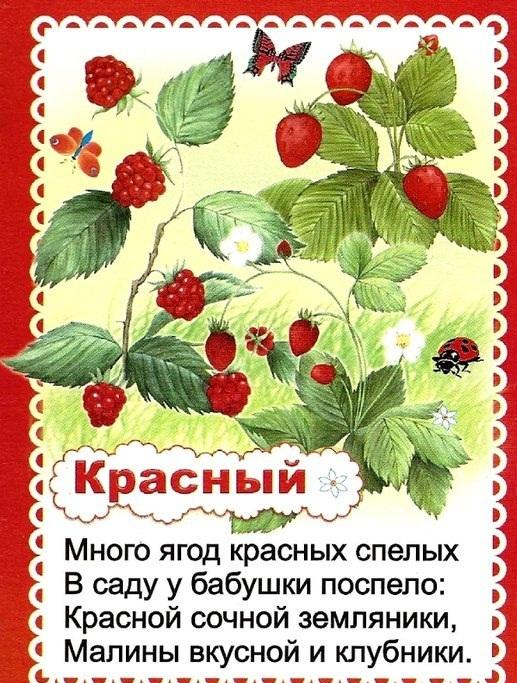 Красный
Много ягод красных спелых
В саду у бабушки поспело:
Красной сочной земляники,
Малины вкусной и клубники.